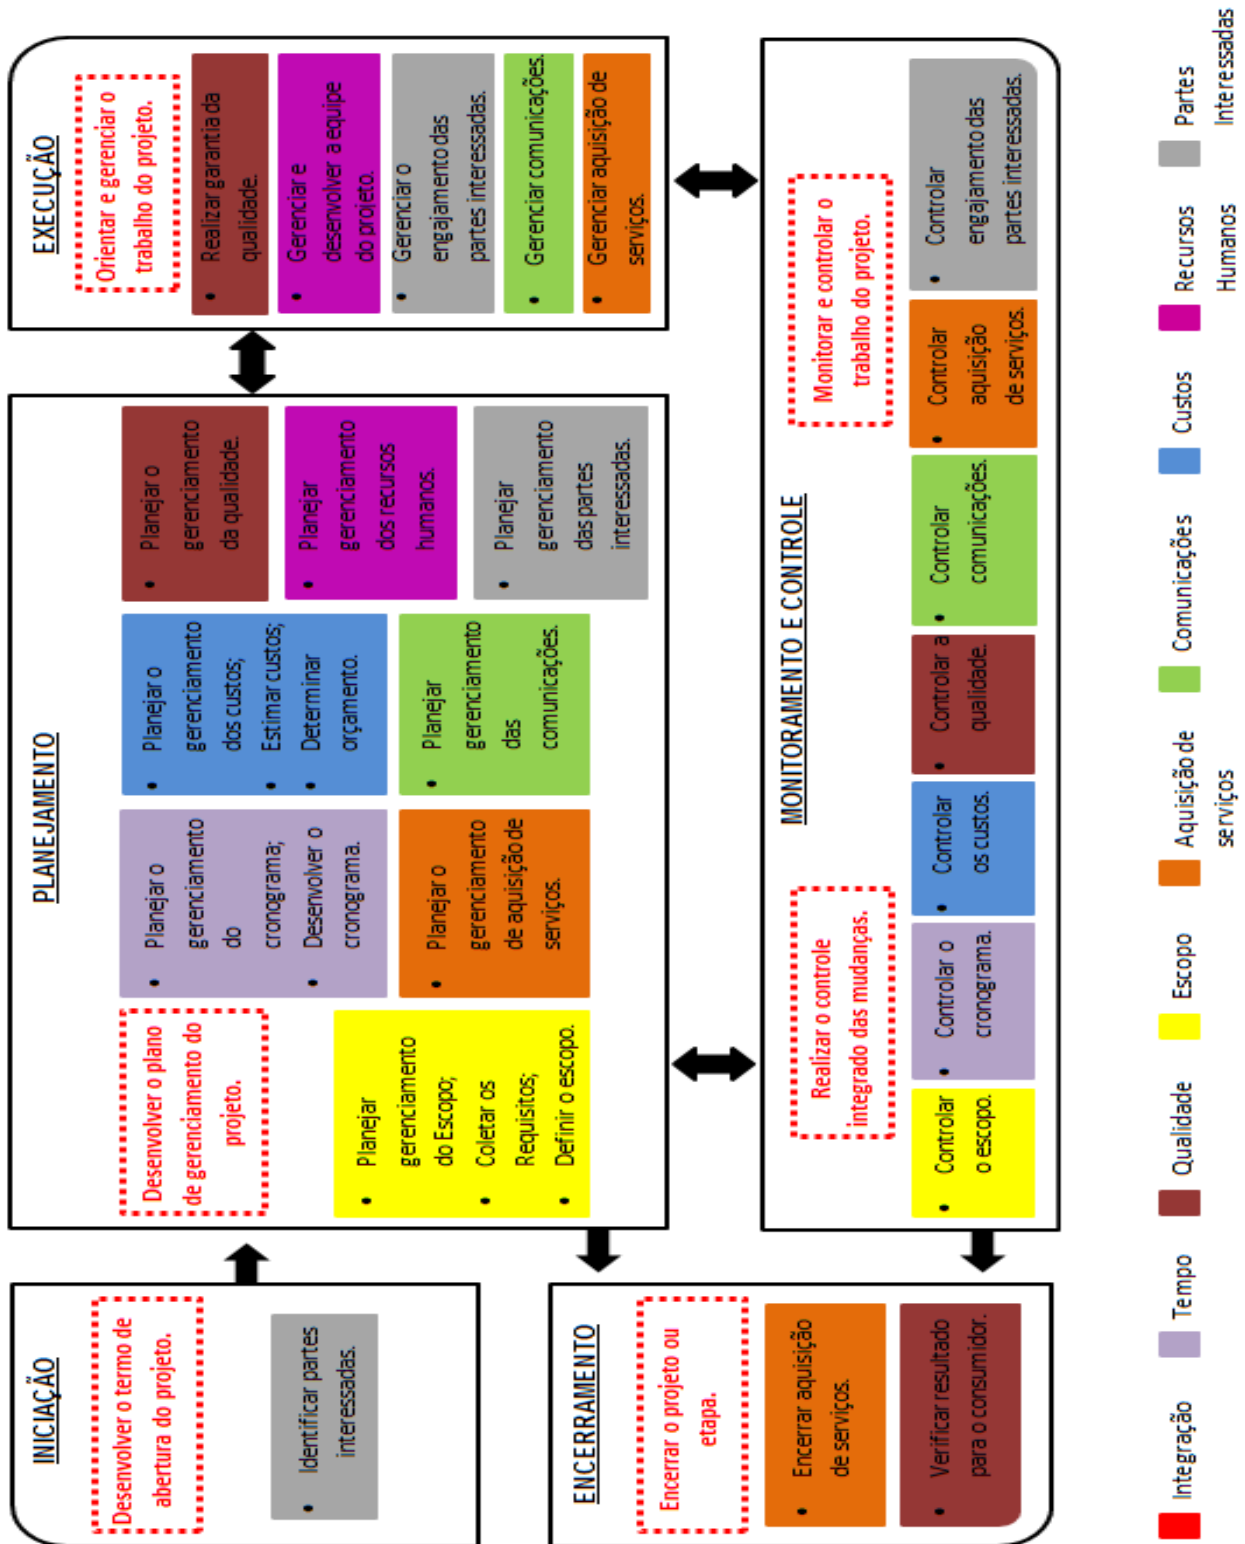 INICIAÇÃO
Desenvolver o termo de
abertura do projeto.
• Identificar partes
interessadas.
PLANEJAMENTO
Desenvolver o plano
de gerenciamento do
projeto.
• Planejar
gerenciamento
do Escopo;
• Coletar os
Requisitos;
• Definir o escopo.
• Planejar o
gerenciamento
do
cronograma;
• Desenvolver o
cronograma.
• Planejar o
gerenciamento
de aquisição de
serviços.
• Planejar o
gerenciamento
dos custos;
• Estimar custos;
• Determinar
orçamento.
• Planejar
gerenciamento
das
comunicações.
• Planejar o
gerenciamento
da qualidade.
• Planejar
gerenciamento
dos recursos
humanos.
• Planejar
gerenciamento
das partes
interessadas.
EXECUÇÃO
Orientar e gerenciar o
trabalho do projeto.
• Realizar garantia da
qualidade.
• Gerenciar e
desenvolver a equipe
do projeto.
• Gerenciar o
engajamento das
partes interessadas.
• Gerenciar comunicações.
• Gerenciar aquisição de
serviços.
ENCERRAMENTO
Encerrar o projeto ou
etapa.
• Encerrar aquisição
de serviços.
• Verificar resultado
para o consumidor.
MONITORAMENTO E CONTROLE
Realizar o controle
integrado das mudanças.
Monitorar e controlar o
trabalho do projeto.
• Controlar
o escopo.
• Controlar o
cronograma.
• Controlar
os custos.
• Controlar a
qualidade.
• Controlar
comunicações.
• Controlar
aquisição
de serviços.
• Controlar
engajamento das
partes interessadas.
Integração
Tempo
Qualidade
Escopo
Aquisição de
serviços
Comunicações
Custos
Recursos
Humanos
Partes
Interessadas